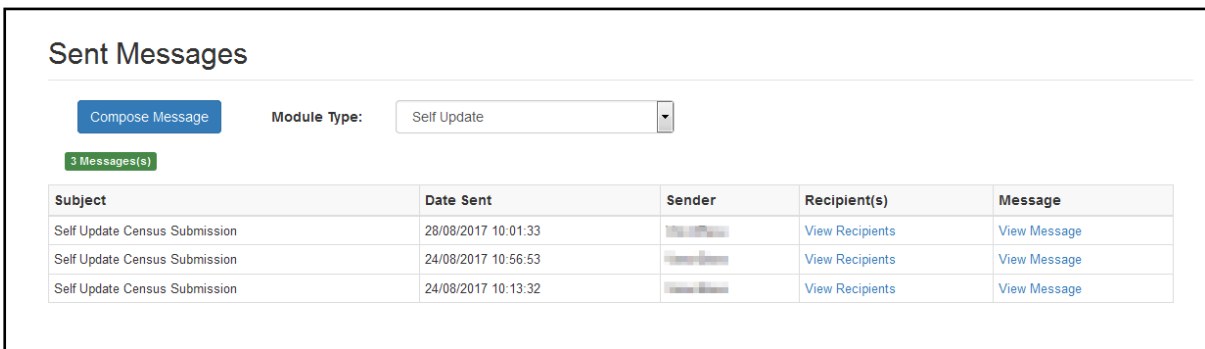 Sent Messages
Compose Message Module Type: Self Update
3 Messages(s)
Subject Date Sent Sender Recipient(s) Message
Self Update Census Submission 28/08/2017 10:01:33 View Recipients View Message
Self Update Census Submission 24/08/2017 10:56:53 View Recipients View Message
Self Update Census Submission 24/08/2017 10:13:32 View Recipients View Message